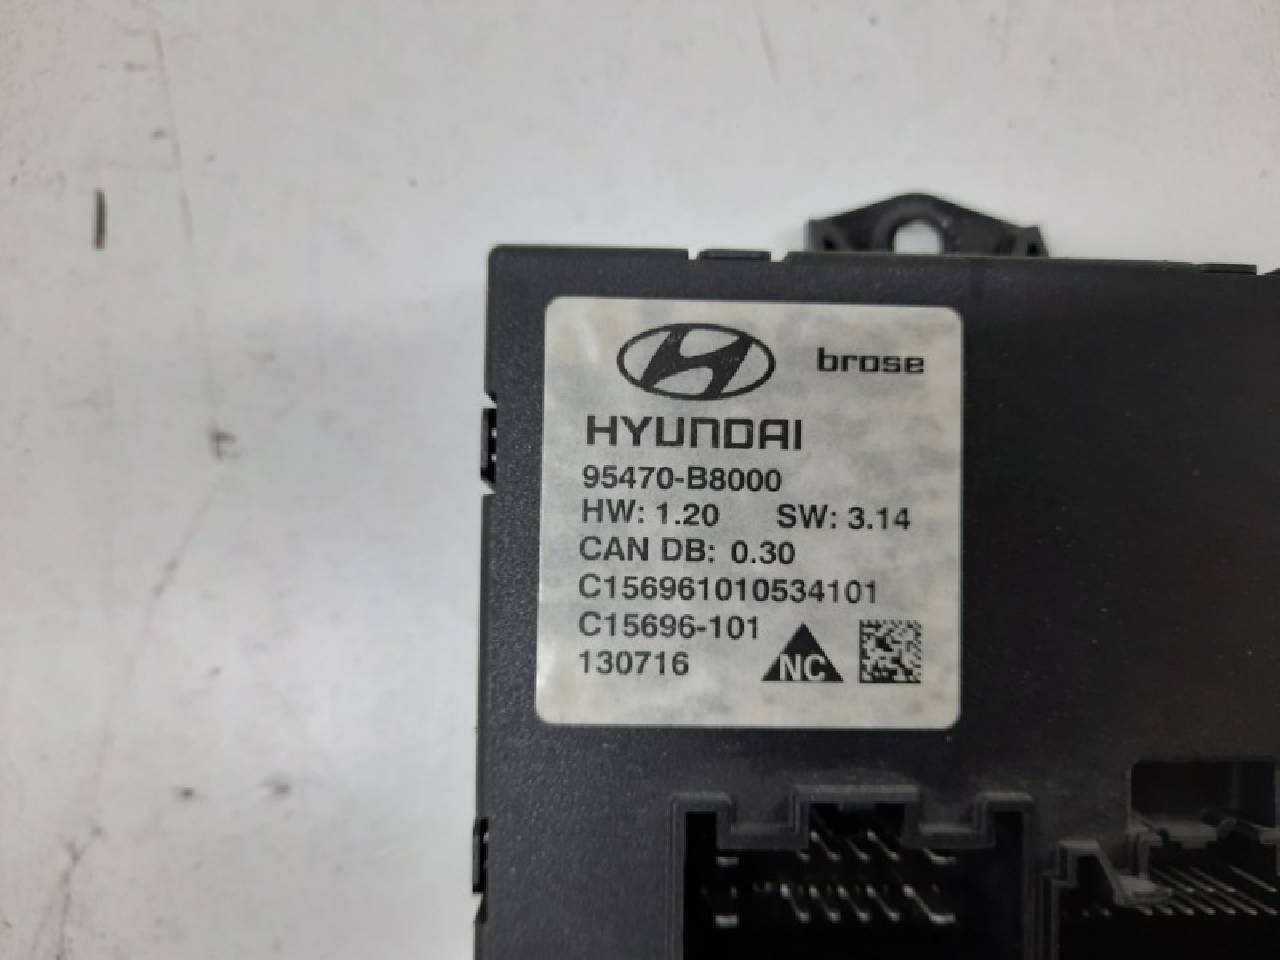 brose
HYUNDAI
95470-B8000
HW: 1.20 SW: 3.14
CAN DB: 0.30
C156961010534101
C15696-101
130716 NC